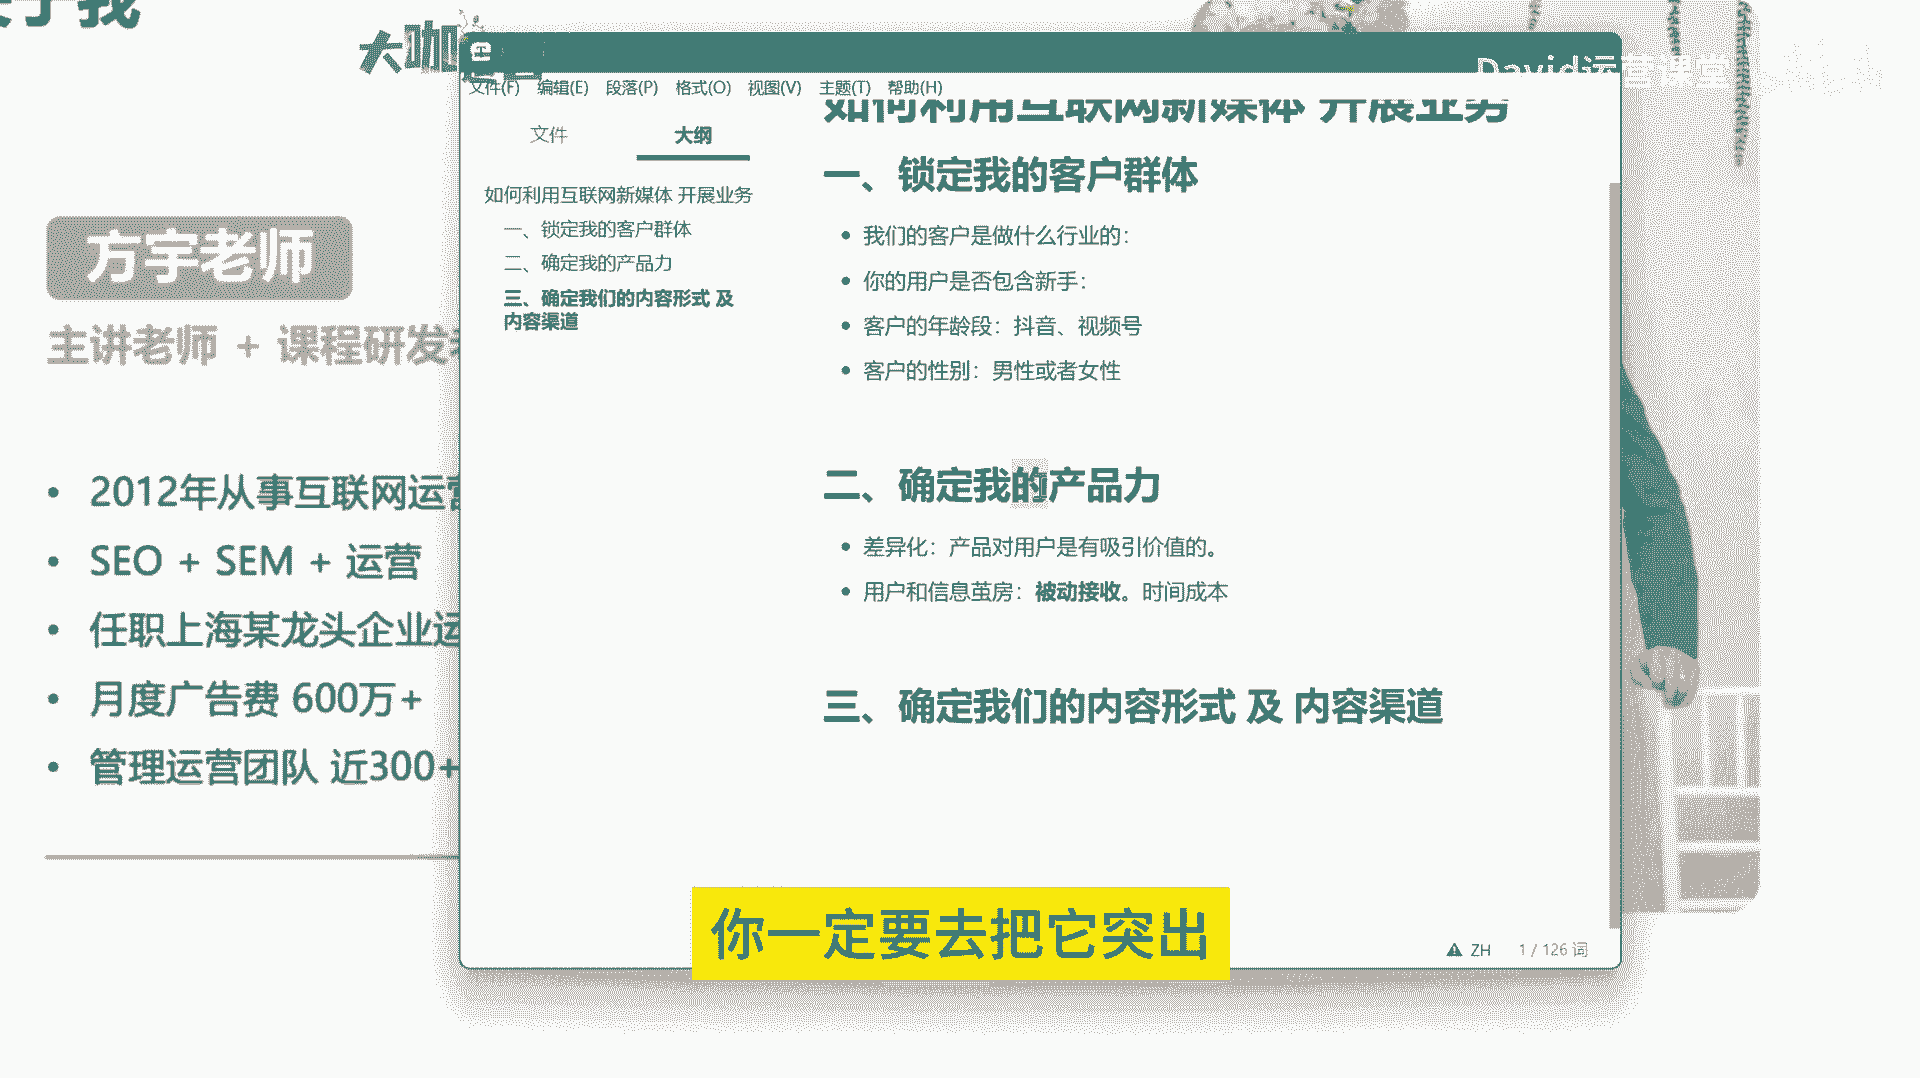 大咖
David运营课堂
文件(F) 编辑(E) 段落(P) 格式(O) 视图(V) 主题(T) 帮助(H)
文件 大纲
如何利用互联网新媒体 开展业务
一、锁定我的客户群体
二、确定我的产品力
三、确定我们的内容形式 及
内容渠道
如何利用互联网新媒体 开展业务
一、锁定我的客户群体
我们的客户是做什么行业的：
你的用户是否包含新手：
客户的年龄段：抖音、视频号
客户的性别：男性或者女性
二、确定我的产品力
差异化：产品对用户是有吸引价值的。
用户和信息茧房：被动接收。时间成本
三、确定我们的内容形式 及 内容渠道
ZH 1 / 126 词
方宇老师
主讲老师 + 课程研发
2012年从事互联网运营
SEO + SEM + 运营
任职上海某龙头企业运
月度广告费 600万+
管理运营团队 近300+
你一定要去把它突出